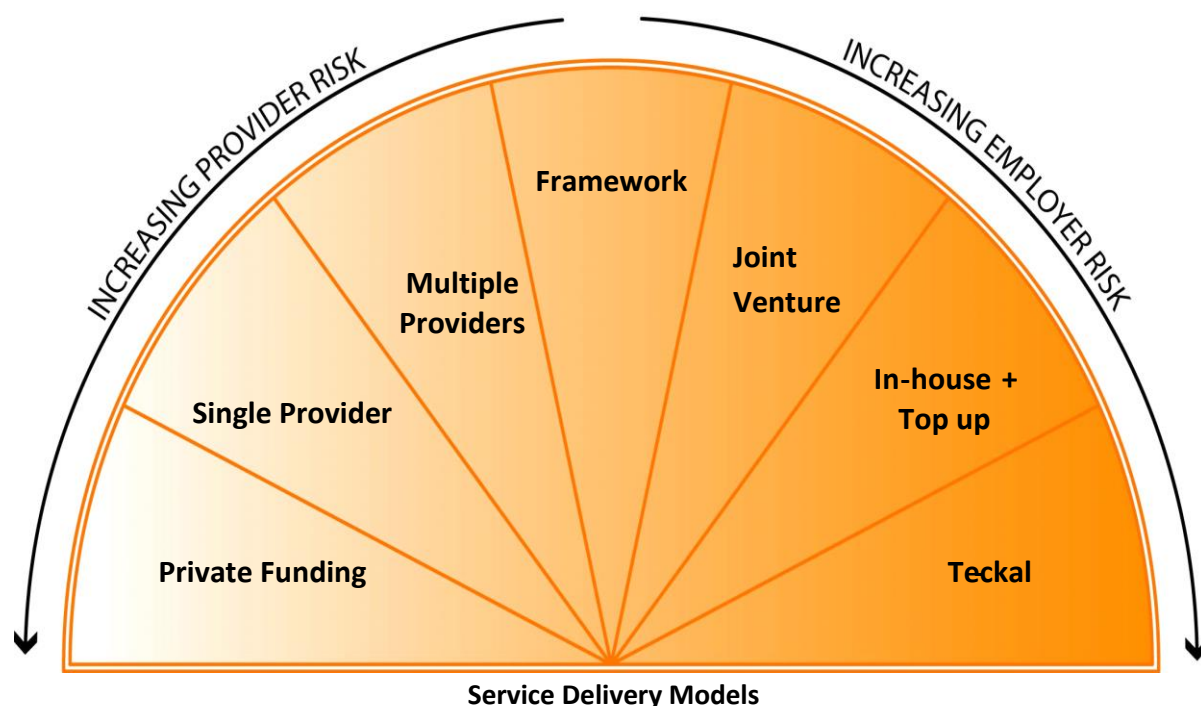 INCREASING PROVIDER RISK
INCREASING EMPLOYER RISK
Framework
Joint
Venture
Multiple
Providers
In-house +
Top up
Single Provider
Private Funding
Teckal
Service Delivery Models